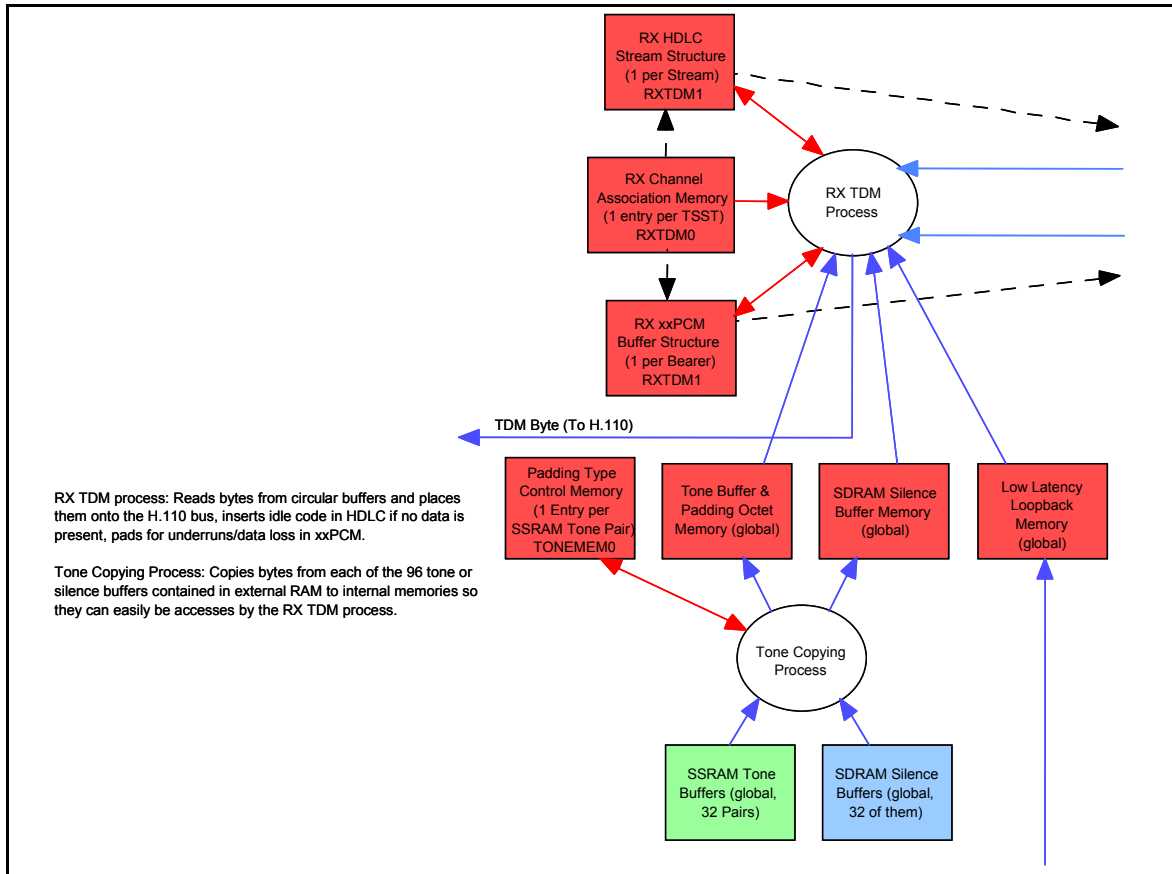 RX HDLC
Stream Structure
(1 per Stream)
RXTDM1
RX Channel
Association Memory
(1 entry per TSST)
RXTDM0
RX TDM
Process
RX xxPCM
Buffer Structure
(1 per Bearer)
RXTDM1
TDM Byte (To H.110)
Padding Type
Control Memory
(1 Entry per
SSRAM Tone Pair)
TONEMEM0
Tone Buffer &
Padding Octet
Memory (global)
SDRAM Silence
Buffer Memory
(global)
Low Latency
Loopback
Memory
(global)
RX TDM process: Reads bytes from circular buffers and places
them onto the H.110 bus, inserts idle code in HDLC if no data is
present, pads for underruns/data loss in xxPCM.
Tone Copying Process: Copies bytes from each of the 96 tone or
silence buffers contained in external RAM to internal memories so
they can easily be accesses by the RX TDM process.
Tone Copying
Process
SSRAM Tone
Buffers (global,
32 Pairs)
SDRAM Silence
Buffers (global,
32 of them)